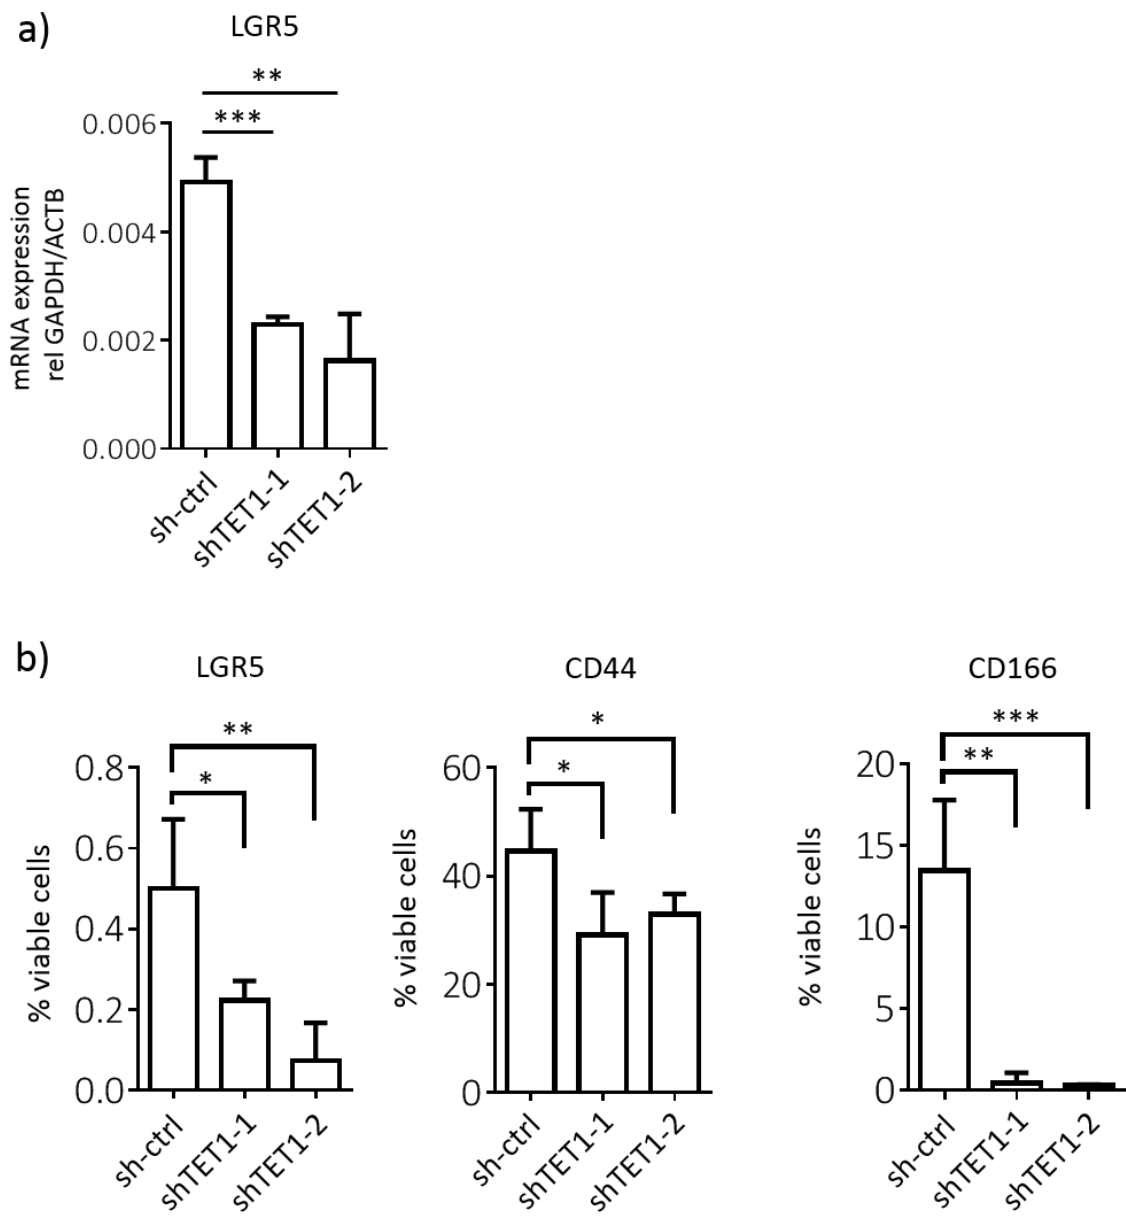 a)
LGR5
**
***
mRNA expression
rel GAPDH/ACTB
0.006
0.004
0.002
0.000
sh-ctrl
shTET1-1
shTET1-2
b)
LGR5
**
*
% viable cells
0.8
0.6
0.4
0.2
0.0
sh-ctrl
shTET1-1
shTET1-2
CD44
*
*
% viable cells
60
40
20
0
sh-ctrl
shTET1-1
shTET1-2
CD166
***
**
% viable cells
20
15
10
5
0
sh-ctrl
shTET1-1
shTET1-2